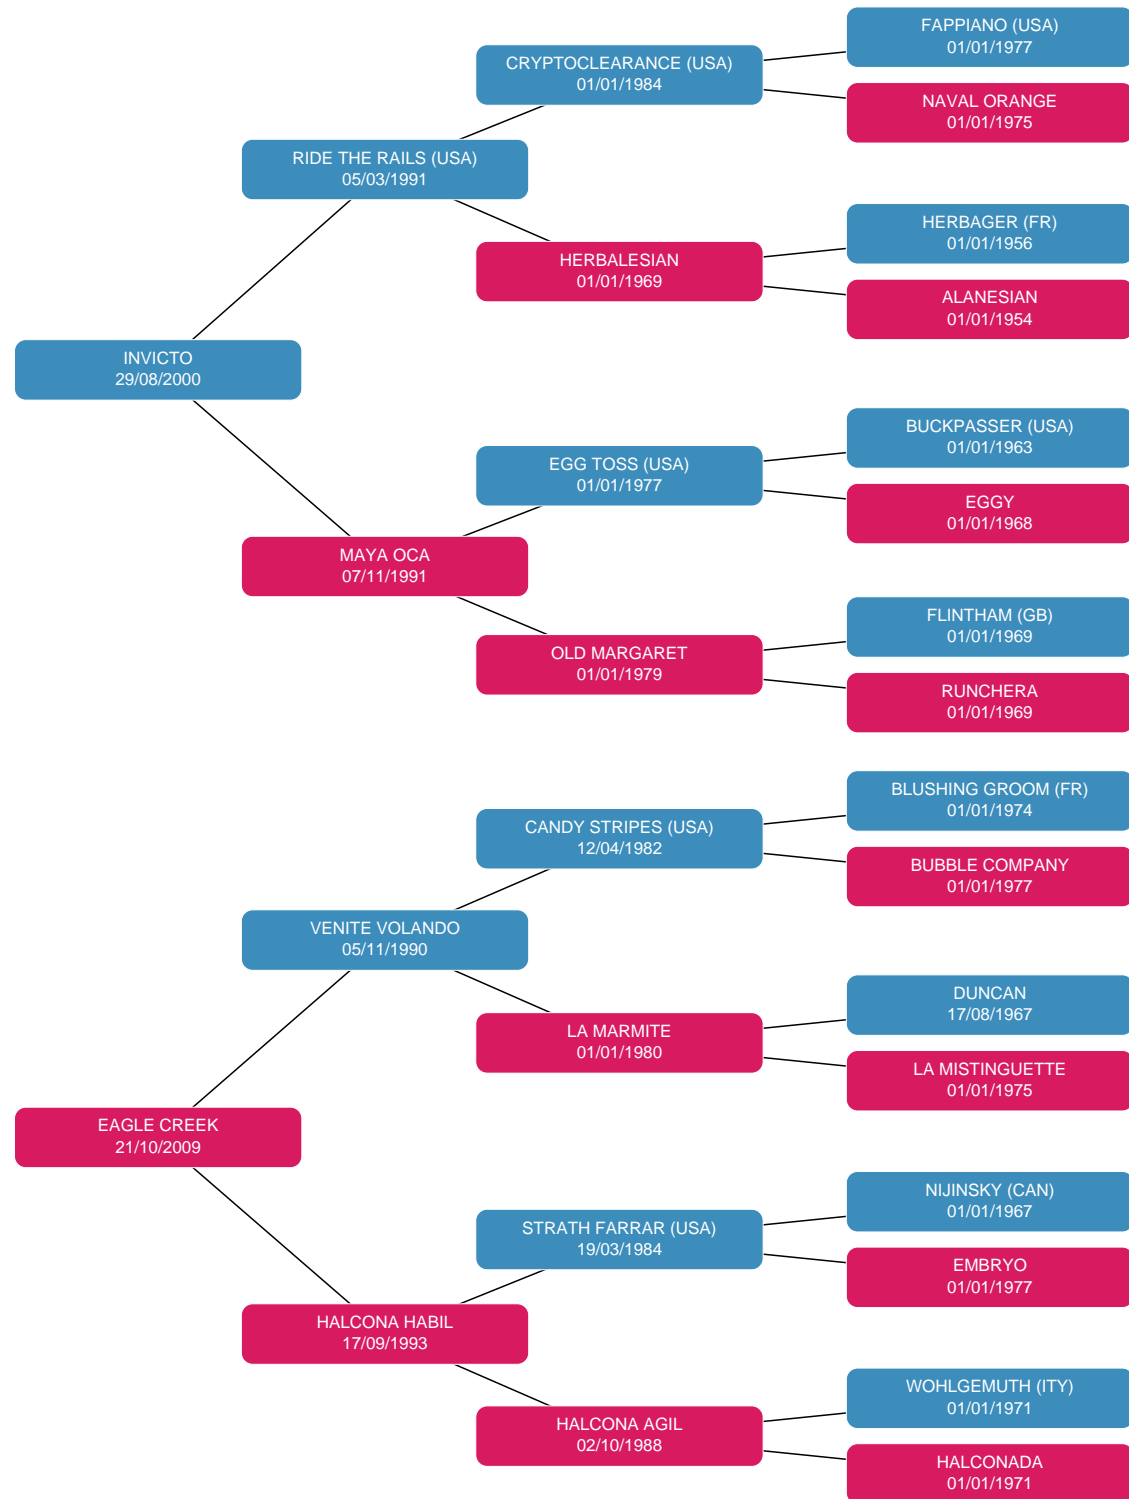 FAPPIANO (USA)
01/01/1977
CRYPTOCLEARANCE (USA)
01/01/1984
NAVAL ORANGE
01/01/1975
RIDE THE RAILS (USA)
05/03/1991
HERBAGER (FR)
01/01/1956
HERBALESIAN
01/01/1969
ALANESIAN
01/01/1954
INVICTO
29/08/2000
BUCKPASSER (USA)
01/01/1963
EGG TOSS (USA)
01/01/1977
EGGY
01/01/1968
MAYA OCA
07/11/1991
FLINTHAM (GB)
01/01/1969
OLD MARGARET
01/01/1979
RUNCHERA
01/01/1969
BLUSHING GROOM (FR)
01/01/1974
CANDY STRIPES (USA)
12/04/1982
BUBBLE COMPANY
01/01/1977
VENITE VOLANDO
05/11/1990
DUNCAN
17/08/1967
LA MARMITE
01/01/1980
LA MISTINGUETTE
01/01/1975
EAGLE CREEK
21/10/2009
NIJINSKY (CAN)
01/01/1967
STRATH FARRAR (USA)
19/03/1984
EMBRYO
01/01/1977
HALCONA HABIL
17/09/1993
WOHLGEMUTH (ITY)
01/01/1971
HALCONA AGIL
02/10/1988
HALCONADA
01/01/1971